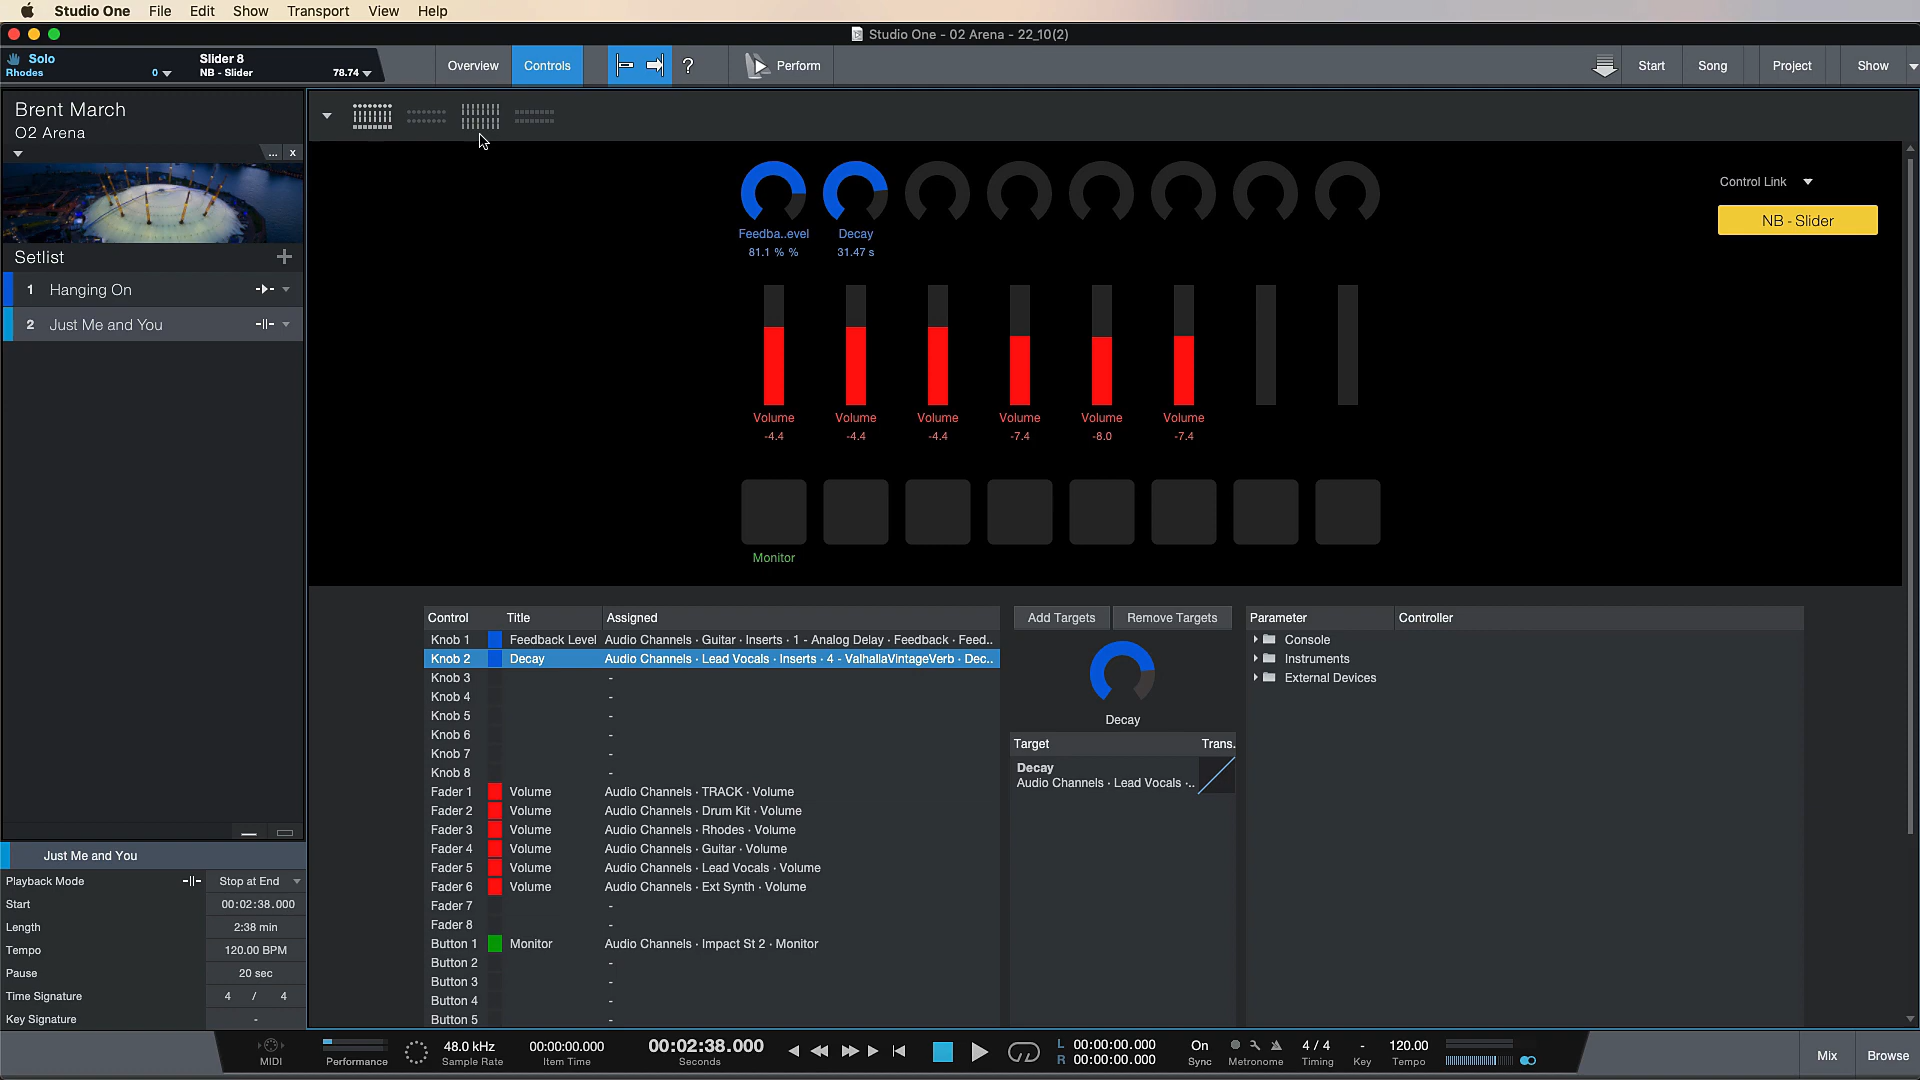 Studio One File Edit Show Transport View Help
Studio One - 02 Arena - 22_10(2)
Solo
Rhodes 0
Slider 8
NB - Slider 78.74
Overview Controls ? Perform Start Song Project Show
Brent March
O2 Arena
... x
Setlist +
1 Hanging On
2 Just Me and You
Control Link
NB - Slider
Feedba..evel Decay
81.1 % % 31.47 s
Volume Volume Volume Volume Volume Volume
-4.4 -4.4 -4.4 -7.4 -8.0 -7.4
Monitor
Control Title Assigned
Knob 1 Feedback Level Audio Channels · Guitar · Inserts · 1 - Analog Delay · Feedback · Feed..
Knob 2 Decay Audio Channels · Lead Vocals · Inserts · 4 - ValhallaVintageVerb · Dec..
Knob 3 -
Knob 4 -
Knob 5 -
Knob 6 -
Knob 7 -
Knob 8 -
Fader 1 Volume Audio Channels · TRACK · Volume
Fader 2 Volume Audio Channels · Drum Kit · Volume
Fader 3 Volume Audio Channels · Rhodes · Volume
Fader 4 Volume Audio Channels · Guitar · Volume
Fader 5 Volume Audio Channels · Lead Vocals · Volume
Fader 6 Volume Audio Channels · Ext Synth · Volume
Fader 7 -
Fader 8 -
Button 1 Monitor Audio Channels · Impact St 2 · Monitor
Button 2 -
Button 3 -
Button 4 -
Button 5 -
Add Targets Remove Targets
Decay
Target Trans.
Decay
Audio Channels · Lead Vocals ·..
Parameter Controller
Console
Instruments
External Devices
Just Me and You
Playback Mode Stop at End
Start 00:02:38.000
Length 2:38 min
Tempo 120.00 BPM
Pause 20 sec
Time Signature 4 / 4
Key Signature -
MIDI
Performance
48.0 kHz
Sample Rate
00:00:00.000
Item Time
00:02:38.000
Seconds
L 00:00:00.000
R 00:00:00.000
On
Sync
Metronome
4 / 4
Timing
-
Key
120.00
Tempo
Mix Browse